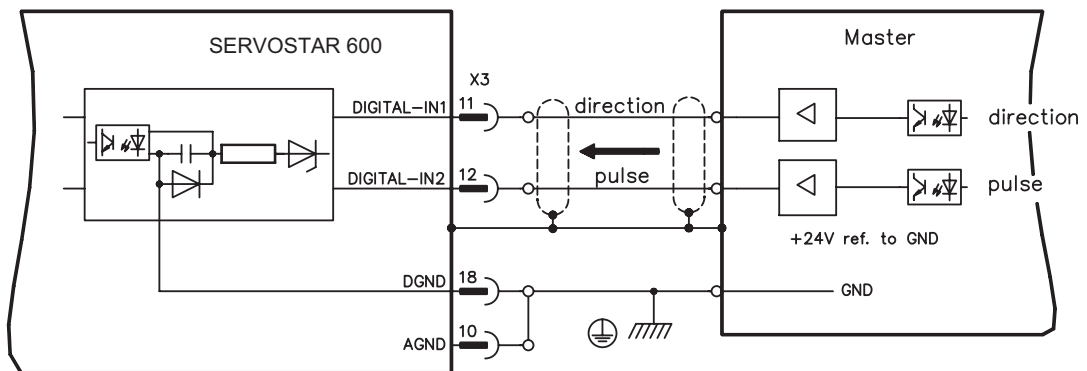 SERVOSTAR 600
Master
X3
DIGITAL-IN1
11
direction
direction
DIGITAL-IN2
12
pulse
pulse
+24V ref. to GND
DGND
18
GND
AGND
10